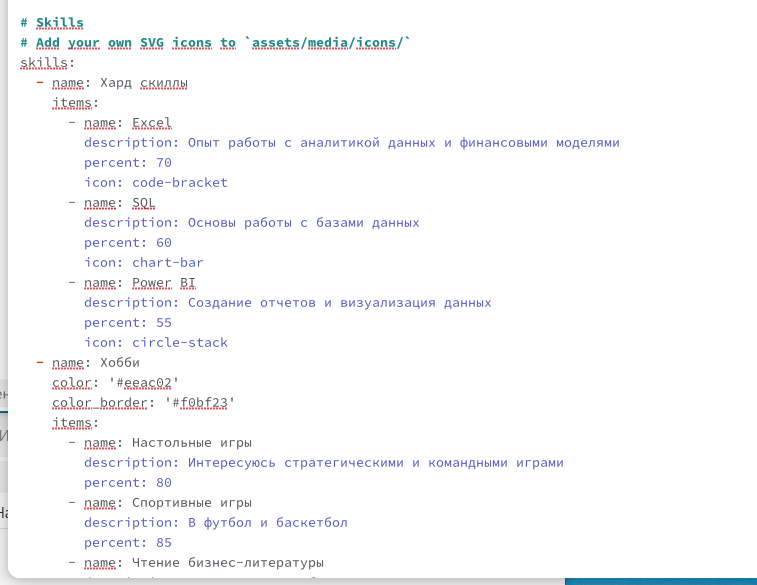 # Skills
# Add your own SVG icons to `assets/media/icons/`
skills:
  - name: Хард скиллы
    items:
      - name: Excel
        description: Опыт работы с аналитикой данных и финансовыми моделями
        percent: 70
        icon: code-bracket
      - name: SQL
        description: Основы работы с базами данных
        percent: 60
        icon: chart-bar
      - name: Power BI
        description: Создание отчетов и визуализация данных
        percent: 55
        icon: circle-stack
  - name: Хобби
    color: '#eeac02'
    color_border: '#f0bf23'
    items:
      - name: Настольные игры
        description: Интересуюсь стратегическими и командными играми
        percent: 80
      - name: Спортивные игры
        description: В футбол и баскетбол
        percent: 85
      - name: Чтение бизнес-литературы